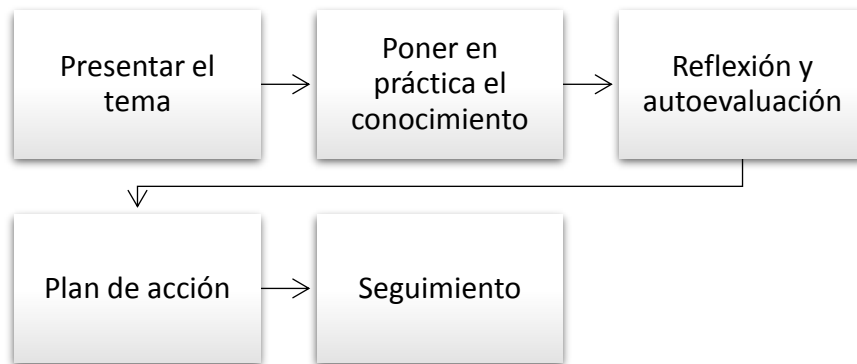 Presentar el
tema
Poner en
práctica el
conocimiento
Reflexión y
autoevaluación
Plan de acción
Seguimiento